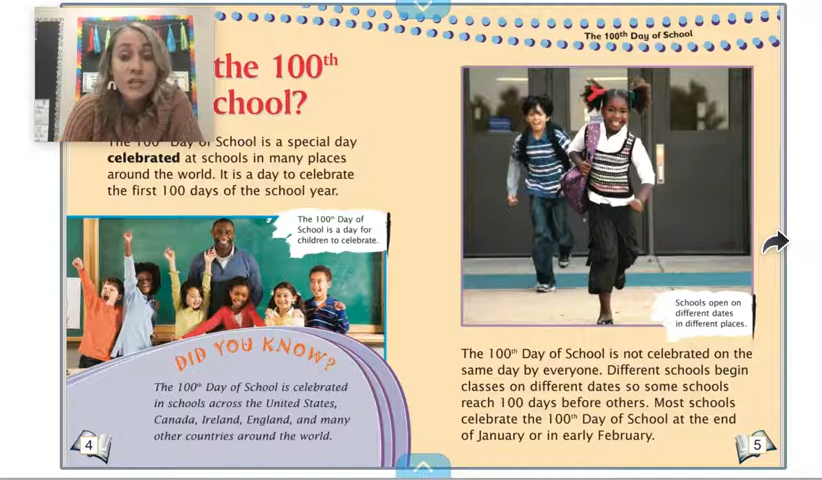 The 100th Day of School
the 100th
chool?
The 100th Day of School is a special day
celebrated at schools in many places
around the world. It is a day to celebrate
the first 100 days of the school year.
The 100th Day of
School is a day for
children to celebrate.
DID YOU KNOW?
The 100th Day of School is celebrated
in schools across the United States,
Canada, Ireland, England, and many
other countries around the world.
4
Schools open on
different dates
in different places.
The 100th Day of School is not celebrated on the
same day by everyone. Different schools begin
classes on different dates so some schools
reach 100 days before others. Most schools
celebrate the 100th Day of School at the end
of January or in early February.
5